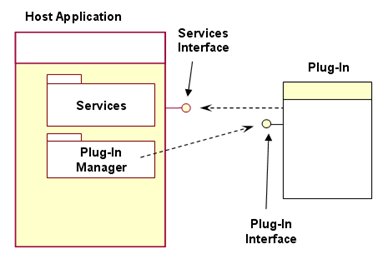 Host Application
Services
Interface
Plug-In
Services
Plug-In
Manager
Plug-In
Interface